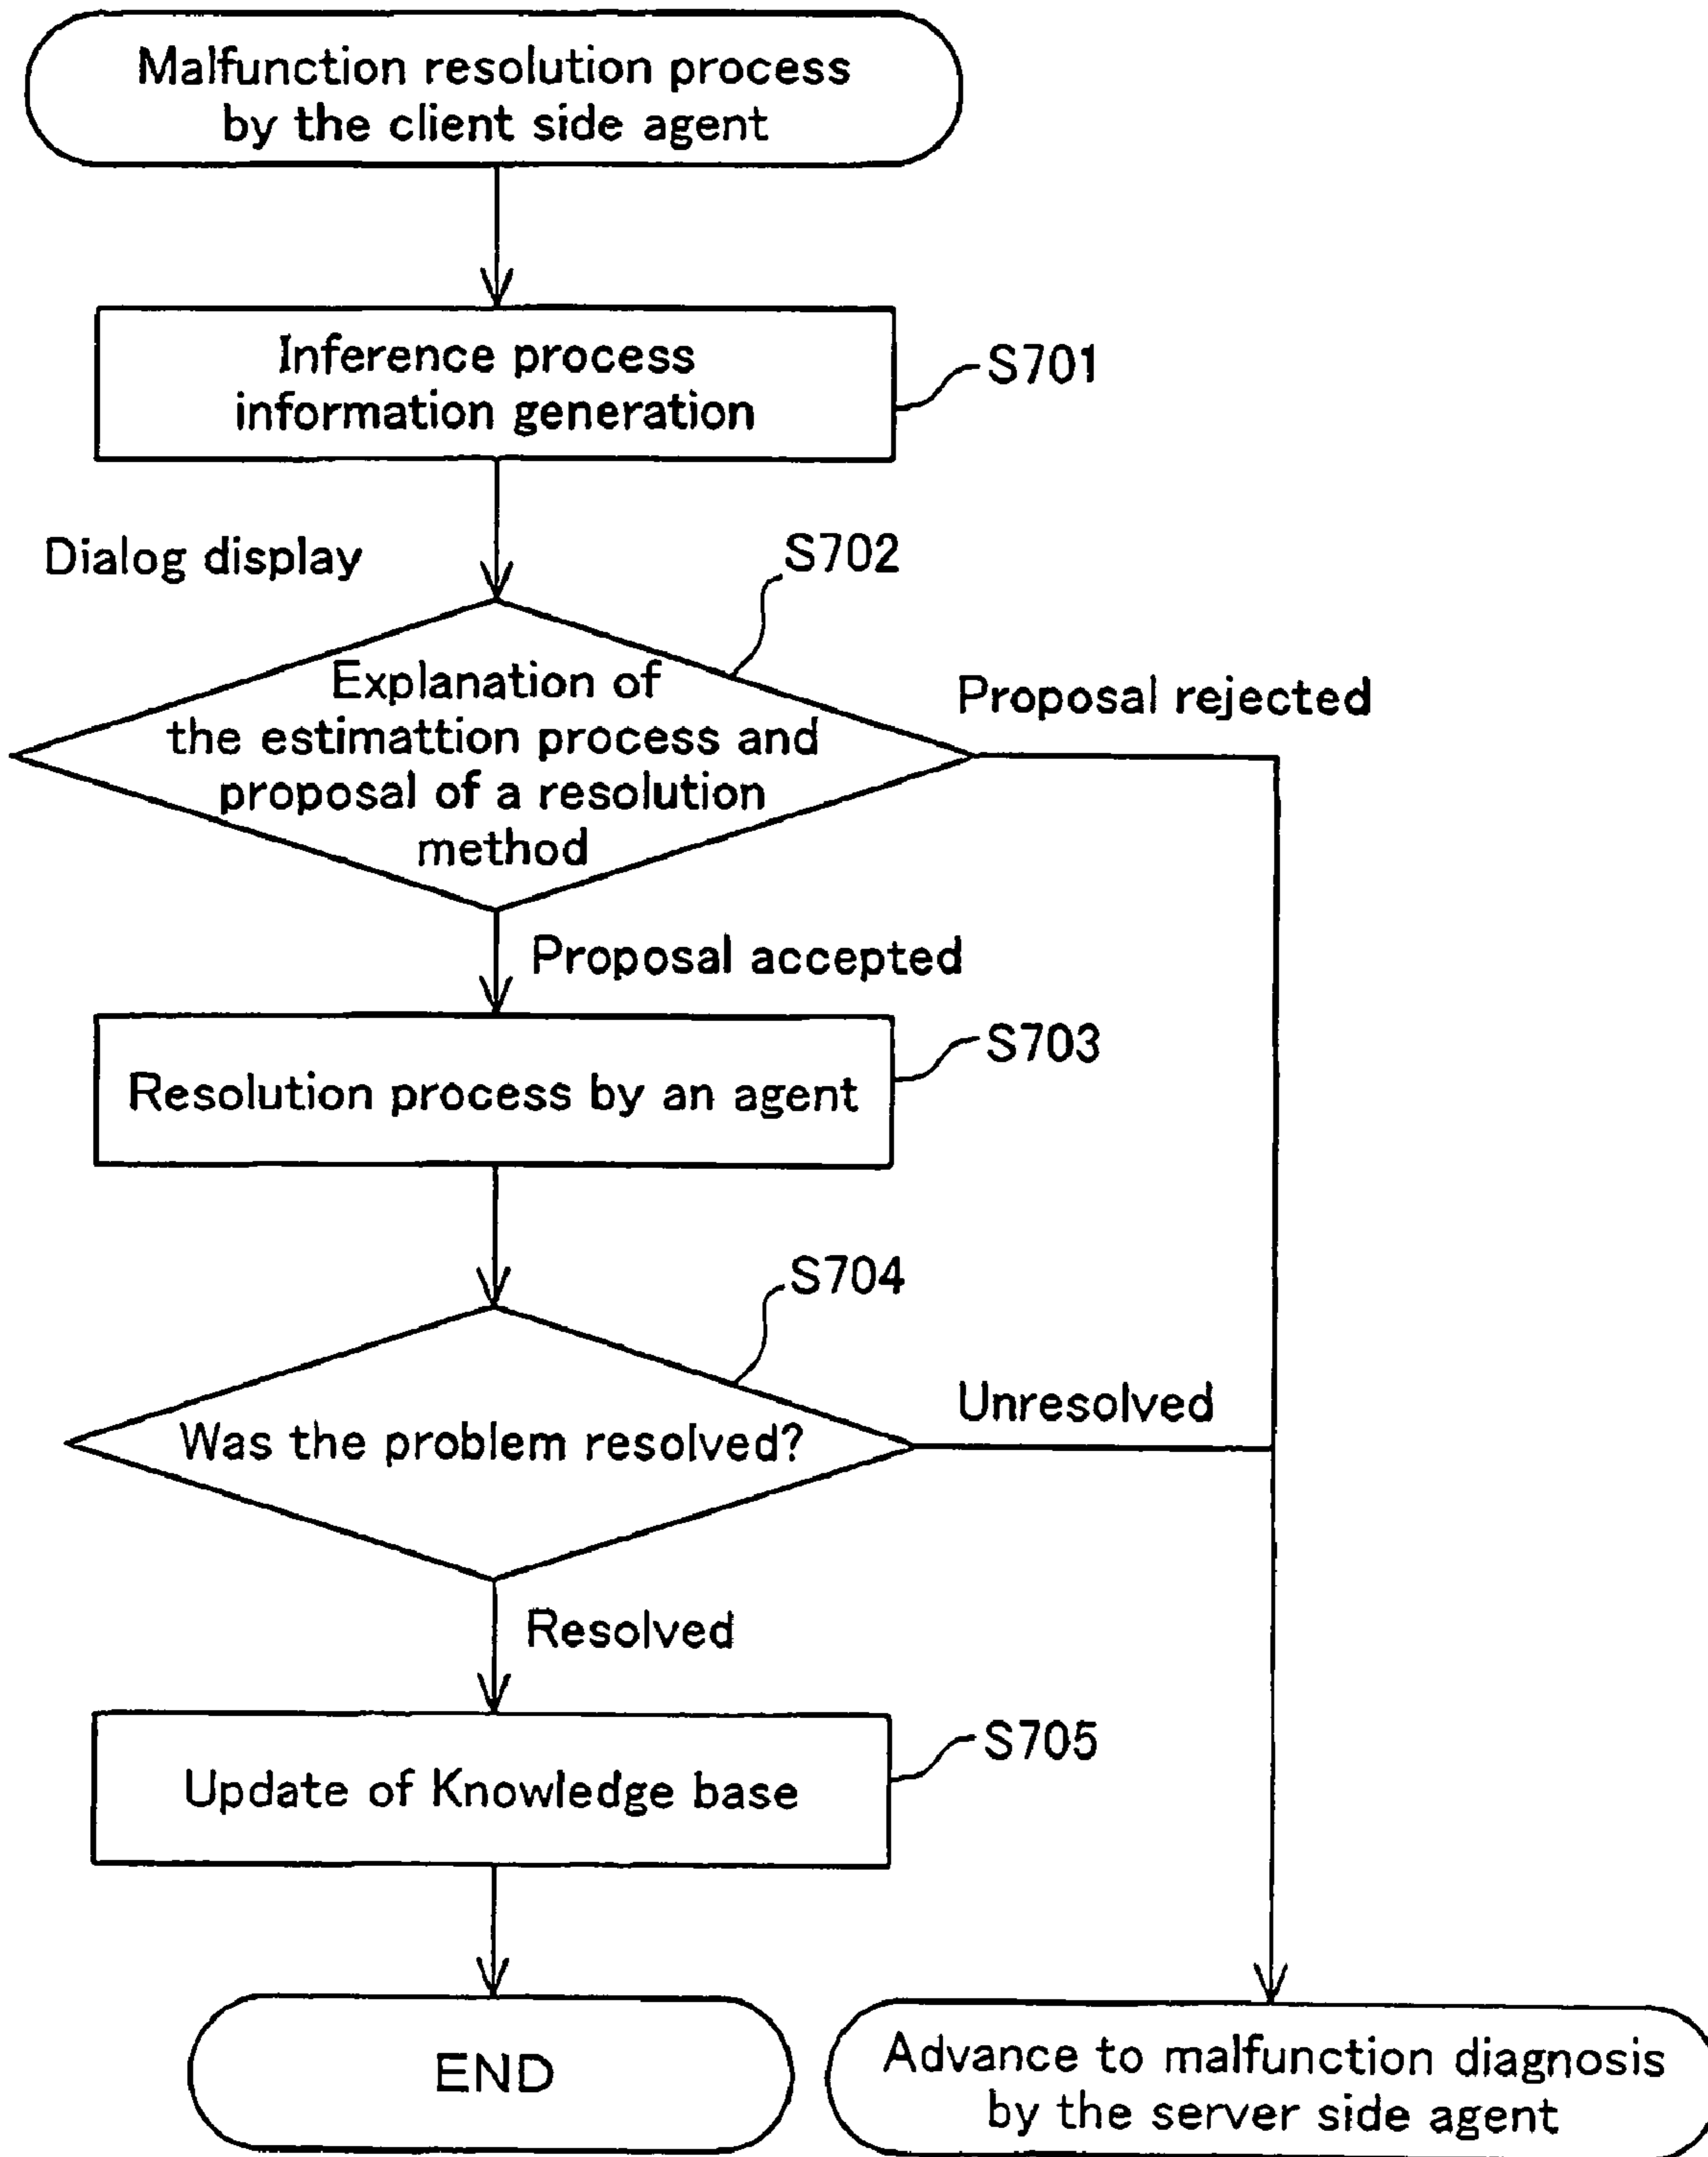 Malfunction resolution process
by the client side agent
Inference process
information generation
S701
Dialog display
S702
Explanation of
the estimattion process and
proposal of a resolution
method
Proposal rejected
Proposal accepted
Resolution process by an agent
S703
S704
Was the problem resolved?
Unresolved
Resolved
Update of Knowledge base
S705
END
Advance to malfunction diagnosis
by the server side agent